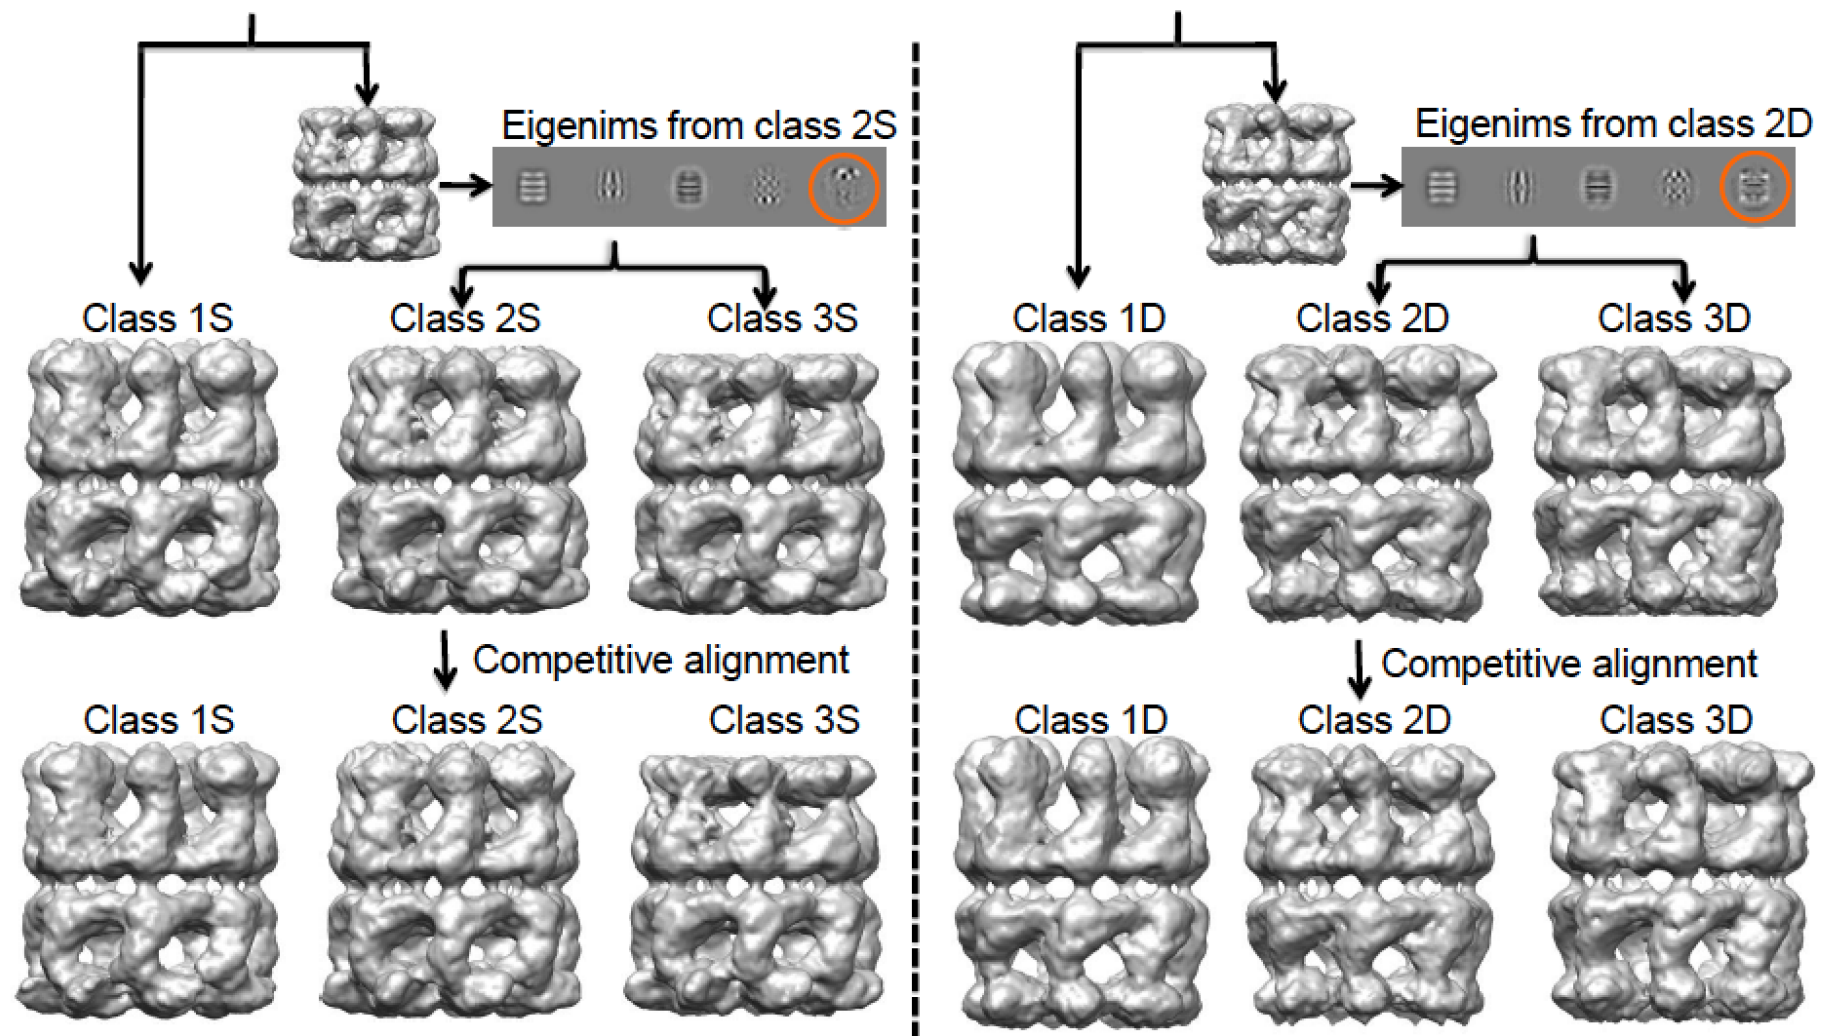 Eigenims from class 2S
Class 1S
Class 2S
Class 3S
Competitive alignment
Class 1S
Class 2S
Class 3S
Eigenims from class 2D
Class 1D
Class 2D
Class 3D
Competitive alignment
Class 1D
Class 2D
Class 3D